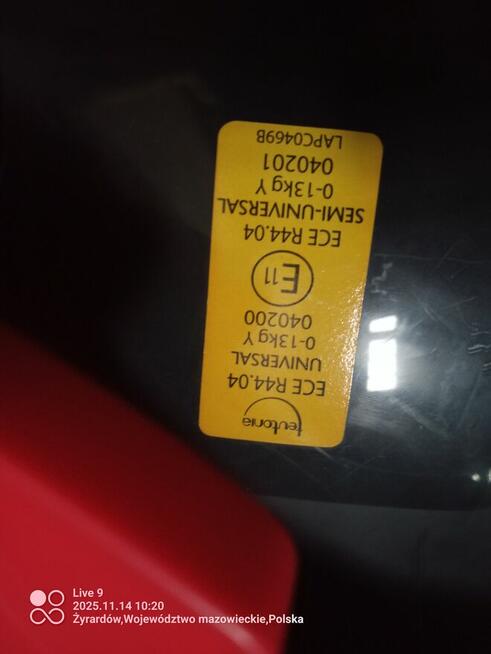 teutonia
ECE R44.04
UNIVERSAL
0-13kg Y
040200
E11
ECE R44.04
SEMI-UNIVERSAL
0-13kg Y
040201
LAPC0469B
Live 9
2025.11.14 10:20
Żyrardów,Województwo mazowieckie,Polska